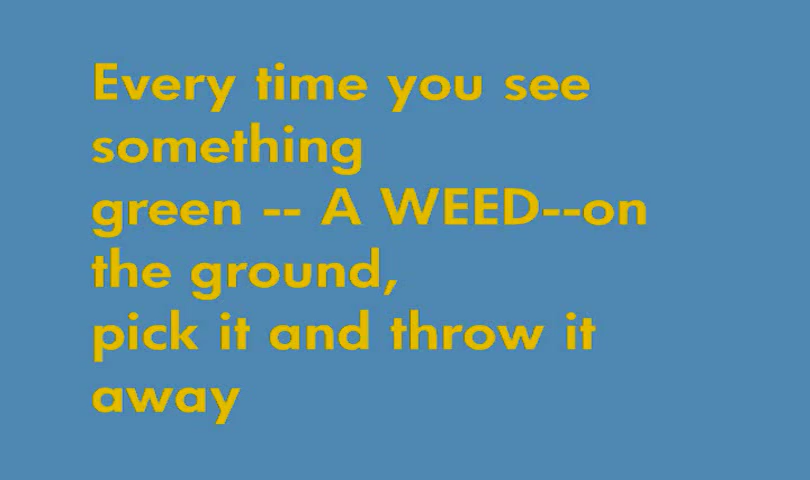 Every time you see
something
green -- A WEED--on
the ground,
pick it and throw it
away